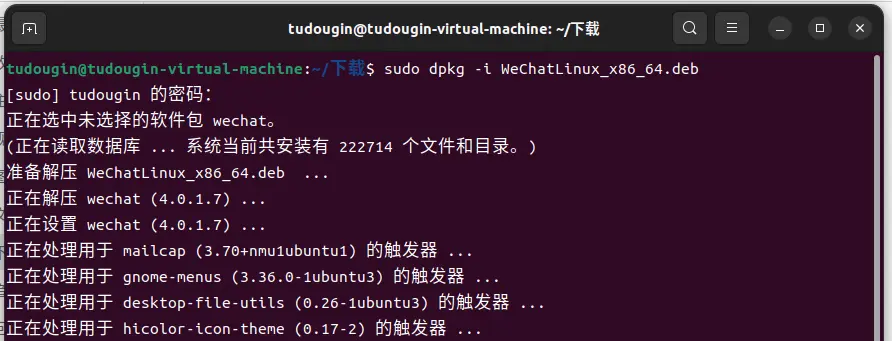 tudougin@tudougin-virtual-machine: ~/下载
tudougin@tudougin-virtual-machine:~/下载$ sudo dpkg -i WeChatLinux_x86_64.deb
[sudo] tudougin 的密码：
正在选中未选择的软件包 wechat。
(正在读取数据库 ... 系统当前共安装有 222714 个文件和目录。)
准备解压 WeChatLinux_x86_64.deb  ...
正在解压 wechat (4.0.1.7) ...
正在设置 wechat (4.0.1.7) ...
正在处理用于 mailcap (3.70+nmu1ubuntu1) 的触发器 ...
正在处理用于 gnome-menus (3.36.0-1ubuntu3) 的触发器 ...
正在处理用于 desktop-file-utils (0.26-1ubuntu3) 的触发器 ...
正在处理用于 hicolor-icon-theme (0.17-2) 的触发器 ...